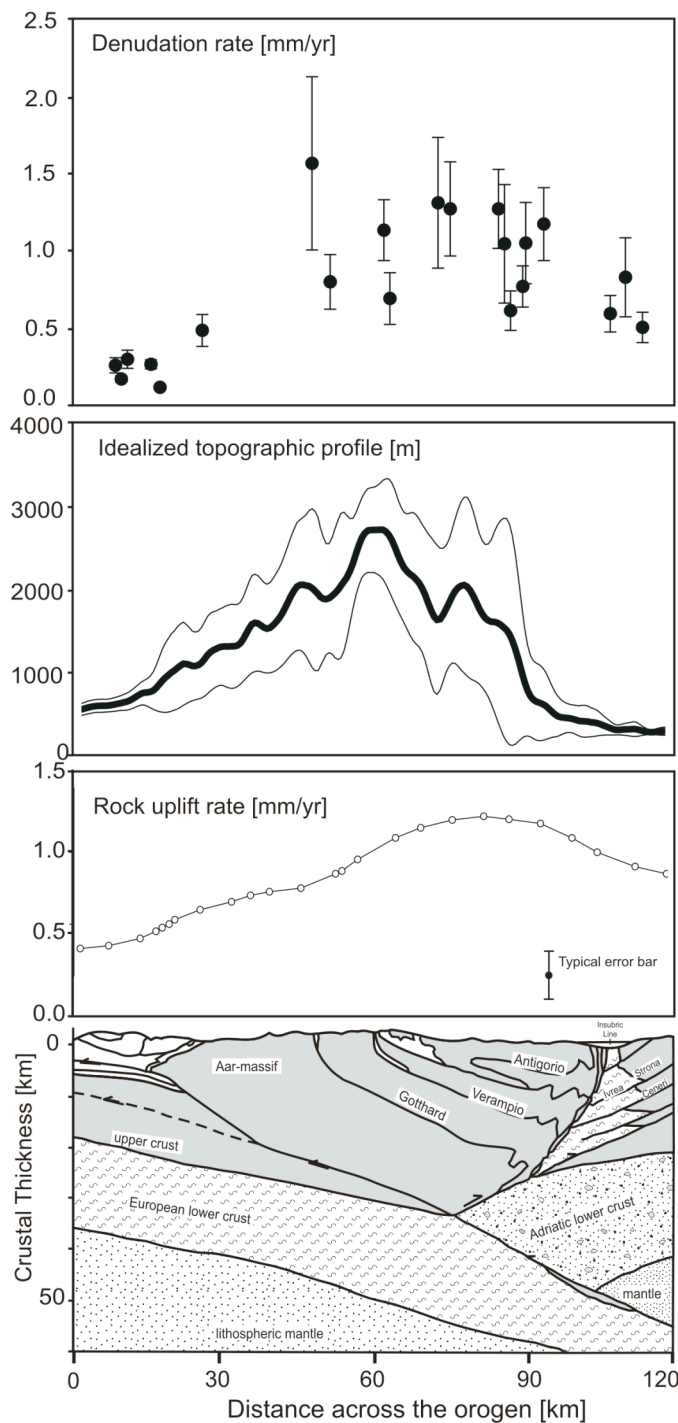 2.5
Denudation rate [mm/yr]
2.0
1.5
1.0
0.5
0.0
4000
Idealized topographic profile [m]
3000
2000
1000
0
1.5
Rock uplift rate [mm/yr]
1.0
0.5
Typical error bar
0.0
Insubric
Line
0
Aar-massif
Antigorio
Strona
Ivrea
Ceneri
Verampio
Gotthard
upper crust
European lower crust
Adriatic lower crust
mantle
50
lithospheric mantle
Crustal Thickness [km]
0
30
60
90
120
Distance across the orogen [km]